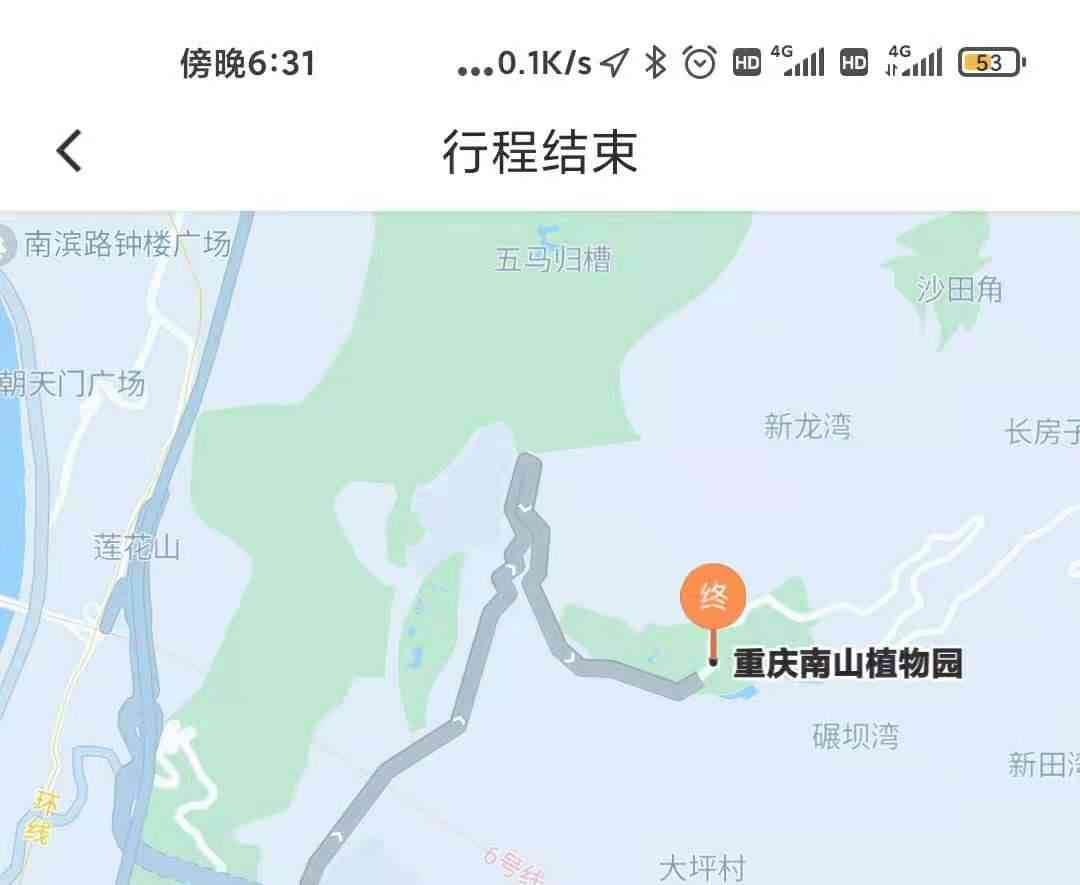 傍晚6:31 ...0.1K/s HD 4G HD 4G 53
行程结束
南滨路钟楼广场
五马归槽
沙田角
朝天门广场
新龙湾
长房子
莲花山
终
重庆南山植物园
碾坝湾
新田湾
环线
6号线
大坪村